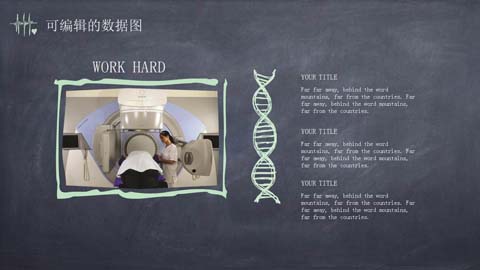 可编辑的数据图
WORK HARD
YOUR TITLE
Far far away, behind the word
mountains, far from the countries. Far
far away, behind the word mountains,
far from the countries.
YOUR TITLE
Far far away, behind the word
mountains, far from the countries. Far
far away, behind the word mountains,
far from the countries.
YOUR TITLE
Far far away, behind the word
mountains, far from the countries. Far
far away, behind the word mountains,
far from the countries.